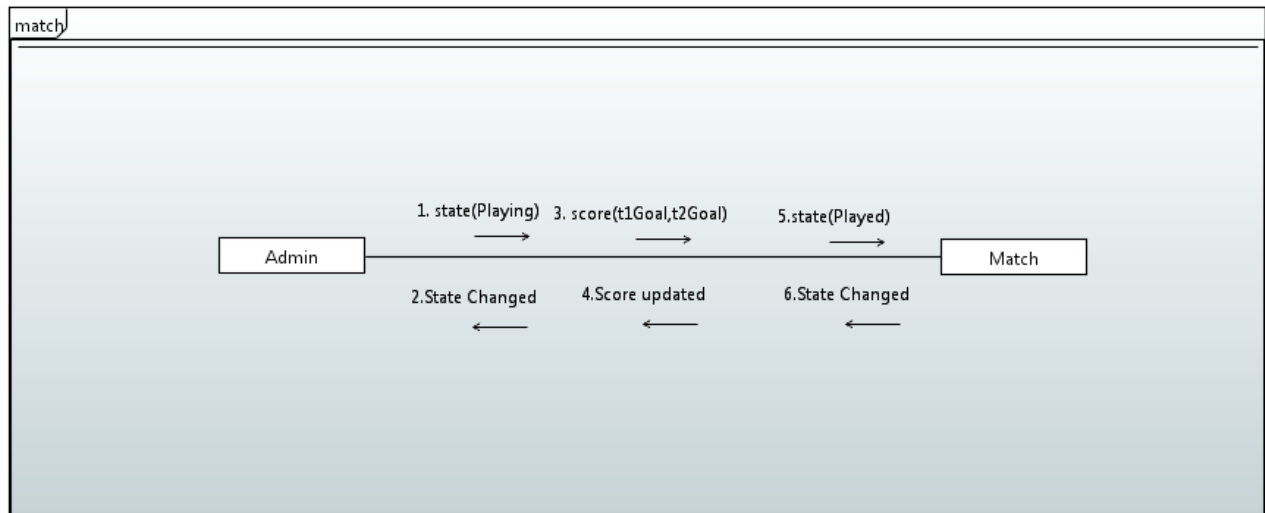 match
1. state(Playing)
3. score(t1Goal,t2Goal)
5.state(Played)
Admin
Match
2.State Changed
4.Score updated
6.State Changed